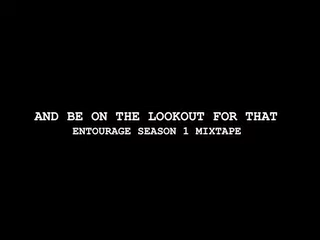 AND BE ON THE LOOKOUT FOR THAT
ENTOURAGE SEASON 1 MIXTAPE